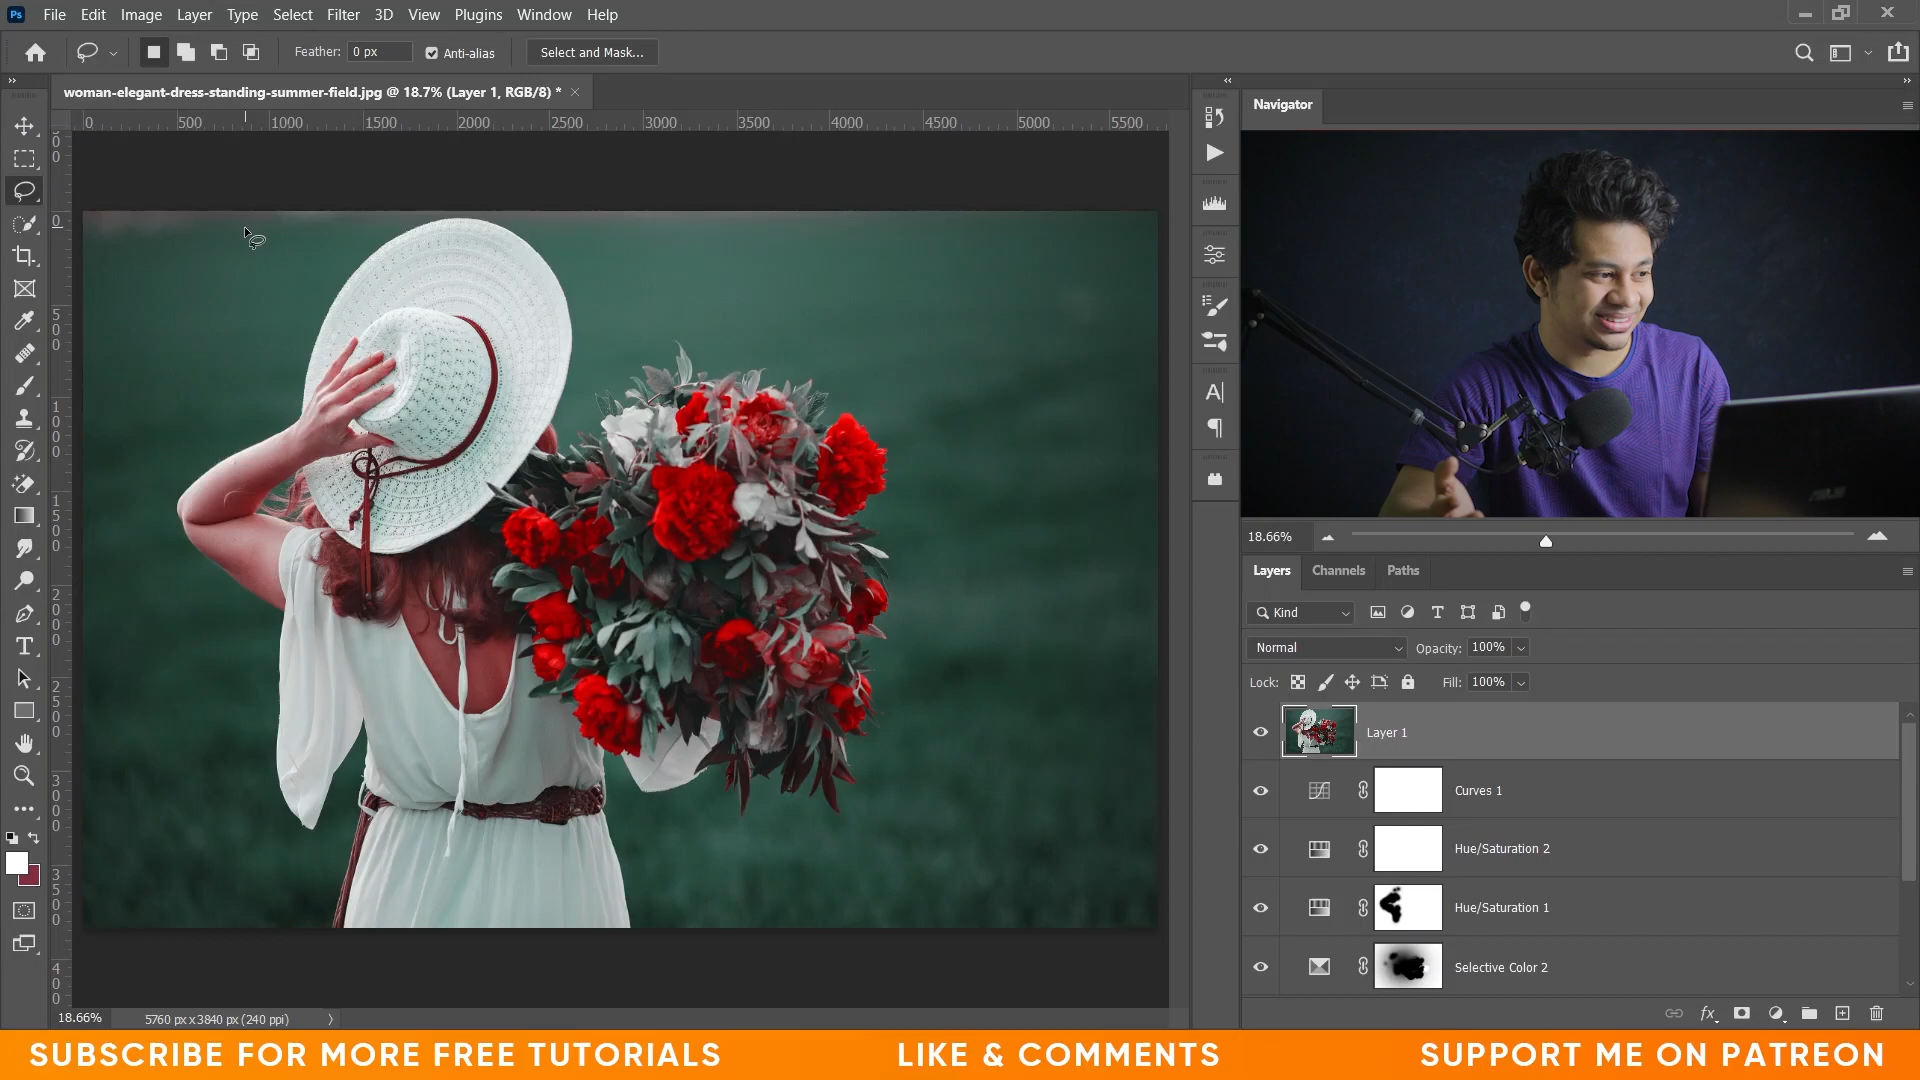 Ps File Edit Image Layer Type Select Filter 3D View Plugins Window Help
Feather: 0 px Anti-alias Select and Mask...
woman-elegant-dress-standing-summer-field.jpg @ 18.7% (Layer 1, RGB/8) *
Navigator
0 500 1000 1500 2000 2500 3000 3500 4000 4500 5000 5500
18.66%
Layers Channels Paths
Kind
Normal Opacity: 100%
Lock: Fill: 100%
Layer 1
Curves 1
Hue/Saturation 2
Hue/Saturation 1
Selective Color 2
18.66% 5760 px x 3840 px (240 ppi)
SUBSCRIBE FOR MORE FREE TUTORIALS LIKE & COMMENTS SUPPORT ME ON PATREON